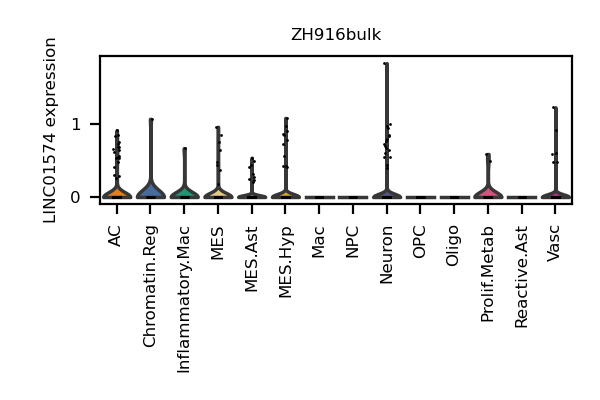 ZH916bulk
LINC01574 expression
1
0
AC
Chromatin.Reg
Inflammatory.Mac
MES
MES.Ast
MES.Hyp
Mac
NPC
Neuron
OPC
Oligo
Prolif.Metab
Reactive.Ast
Vasc